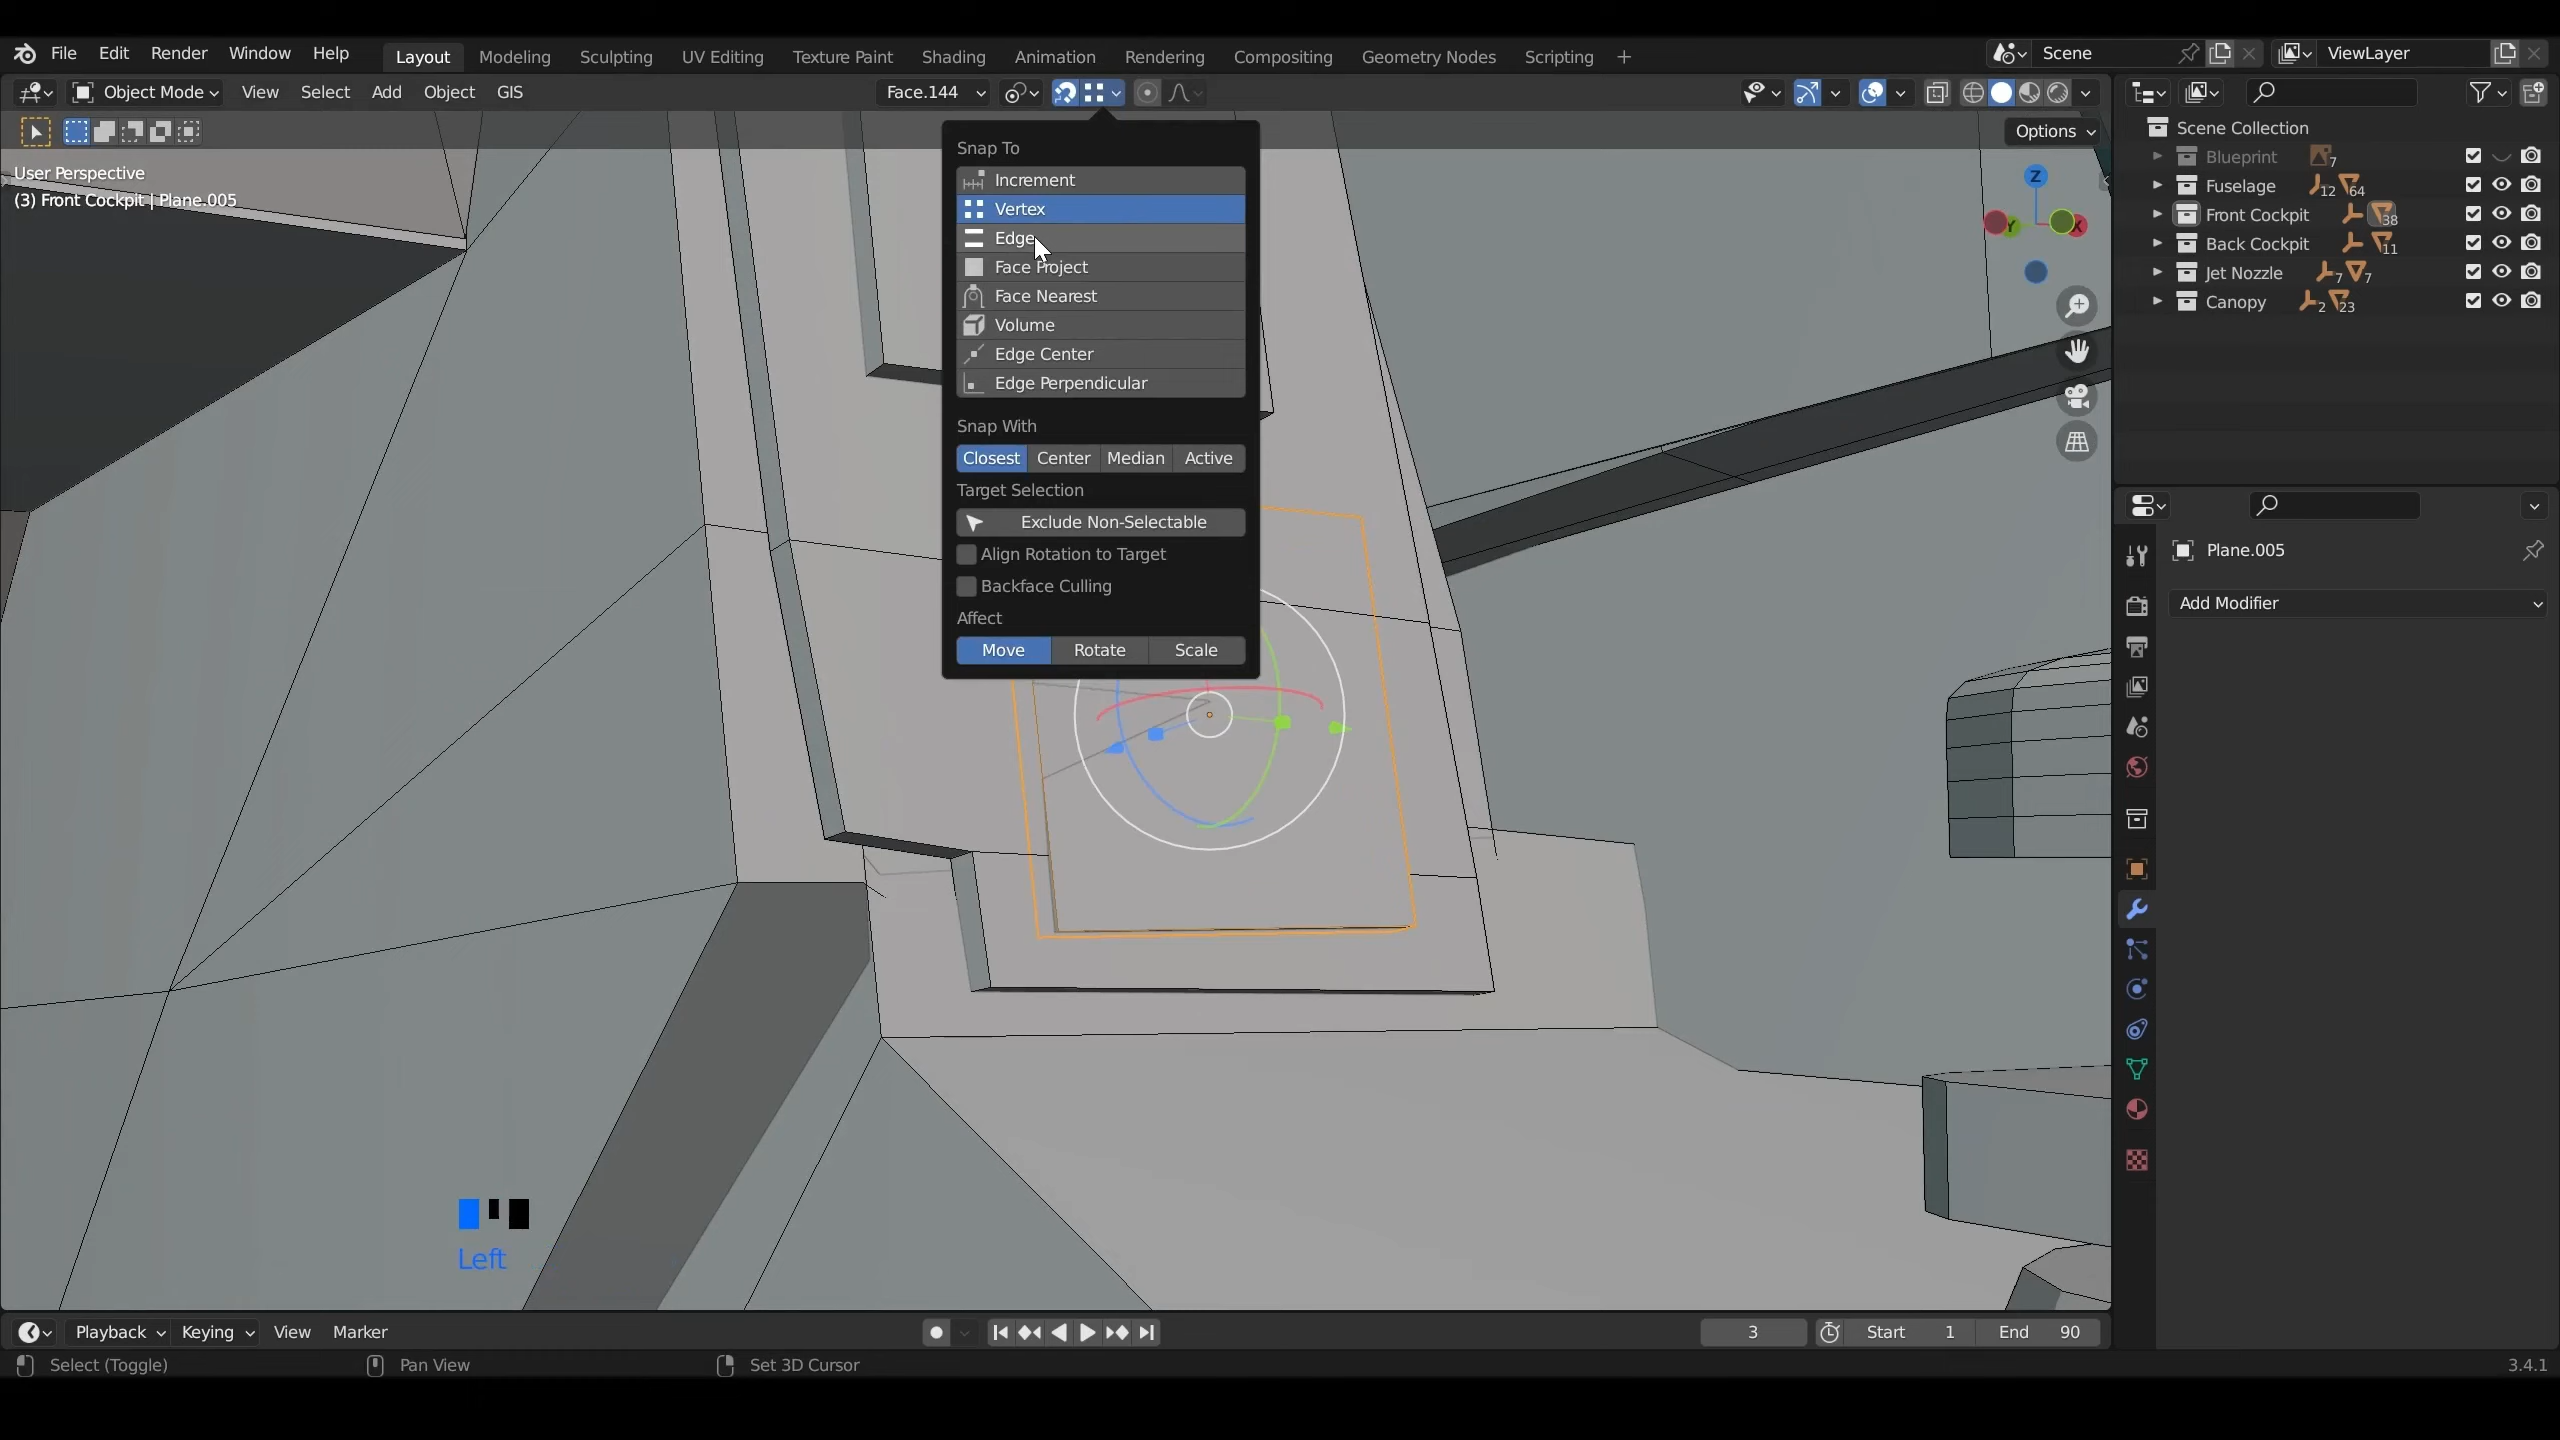 File Edit Render Window Help Layout Modeling Sculpting UV Editing Texture Paint Shading Animation Rendering Compositing Geometry Nodes Scripting + Scene ViewLayer
Object Mode View Select Add Object GIS Face.144
Options
User Perspective
(3) Front Cockpit | Plane.005
Snap To
Increment
Vertex
Edge
Face Project
Face Nearest
Volume
Edge Center
Edge Perpendicular
Snap With
Closest Center Median Active
Target Selection
Exclude Non-Selectable
Align Rotation to Target
Backface Culling
Affect
Move Rotate Scale
Z
Y X
Scene Collection
Blueprint 7
Fuselage 12 64
Front Cockpit 38
Back Cockpit 11
Jet Nozzle 7 7
Canopy 2 23
Plane.005
Add Modifier
Left
Playback Keying View Marker 3 Start 1 End 90
Select (Toggle) Pan View Set 3D Cursor 3.4.1